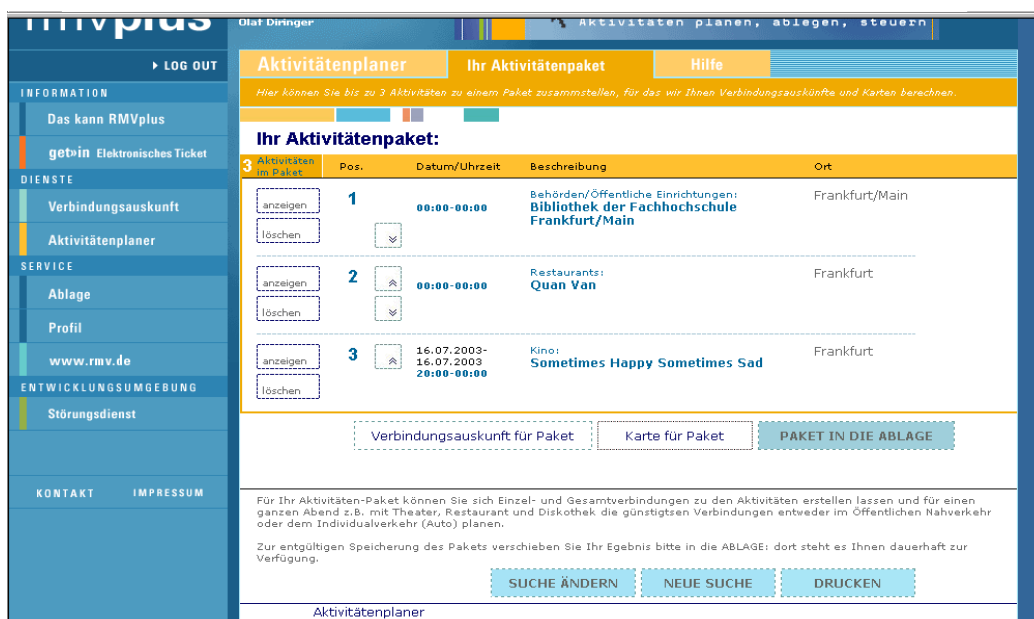 rmvplus
Olaf Diringer
Aktivitäten planen, ablegen, steuern
LOG OUT
Aktivitätenplaner
Ihr Aktivitätenpaket
Hilfe
INFORMATION
Das kann RMVplus
get»in Elektronisches Ticket
DIENSTE
Verbindungsauskunft
Aktivitätenplaner
SERVICE
Ablage
Profil
www.rmv.de
ENTWICKLUNGSUMGEBUNG
Störungsdienst
KONTAKT IMPRESSUM
Hier können Sie bis zu 3 Aktivitäten zu einem Paket zusammstellen, für das wir Ihnen Verbindungsauskünfte und Karten berechnen.
Ihr Aktivitätenpaket:
3 Aktivitäten im Paket Pos. Datum/Uhrzeit Beschreibung Ort
anzeigen
löschen
1
00:00-00:00
Behörden/Öffentliche Einrichtungen:
Bibliothek der Fachhochschule
Frankfurt/Main
Frankfurt/Main
anzeigen
löschen
2
00:00-00:00
Restaurants:
Quan Van
Frankfurt
anzeigen
löschen
3
16.07.2003-
16.07.2003
20:00-00:00
Kino:
Sometimes Happy Sometimes Sad
Frankfurt
Verbindungsauskunft für Paket
Karte für Paket
PAKET IN DIE ABLAGE
Für Ihr Aktivitäten-Paket können Sie sich Einzel- und Gesamtverbindungen zu den Aktivitäten erstellen lassen und für einen
ganzen Abend z.B. mit Theater, Restaurant und Diskothek die günstigtsen Verbindungen entweder im Öffentlichen Nahverkehr
oder dem Individualverkehr (Auto) planen.
Zur entgültigen Speicherung des Pakets verschieben Sie Ihr Egebnis bitte in die ABLAGE: dort steht es Ihnen dauerhaft zur
Verfügung.
SUCHE ÄNDERN
NEUE SUCHE
DRUCKEN
Aktivitätenplaner